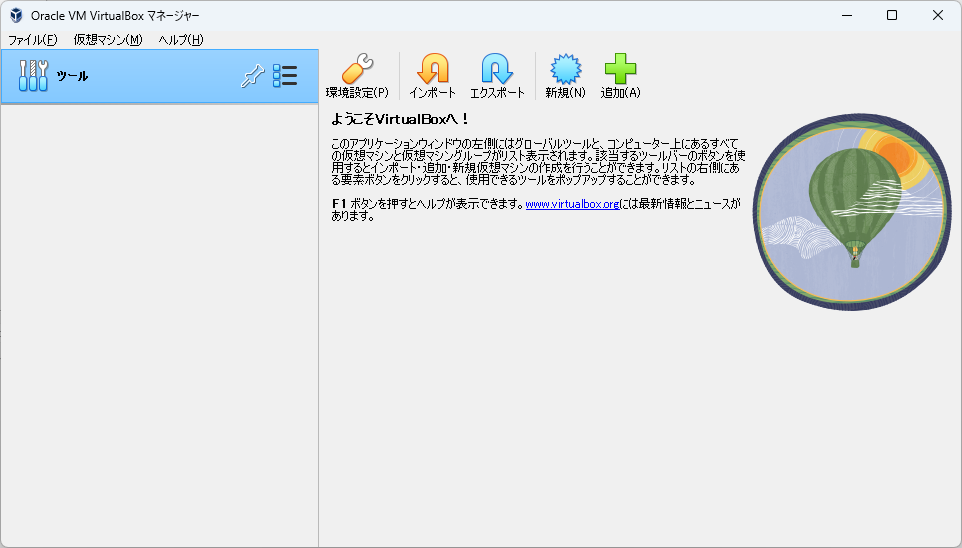 Oracle VM VirtualBox マネージャー
ファイル(F) 仮想マシン(M) ヘルプ(H)
ツール
環境設定(P) インポート エクスポート 新規(N) 追加(A)
ようこそVirtualBoxへ！
このアプリケーションウィンドウの左側にはグローバルツールと、コンピューター上にあるすべて
の仮想マシンと仮想マシングループがリスト表示されます。該当するツールバーのボタンを使
用するとインポート・追加・新規仮想マシンの作成を行うことができます。リストの右側にあ
る要素ボタンをクリックすると、使用できるツールをポップアップすることができます。
F1 ボタンを押すとヘルプが表示できます。www.virtualbox.orgには最新情報とニュースが
あります。